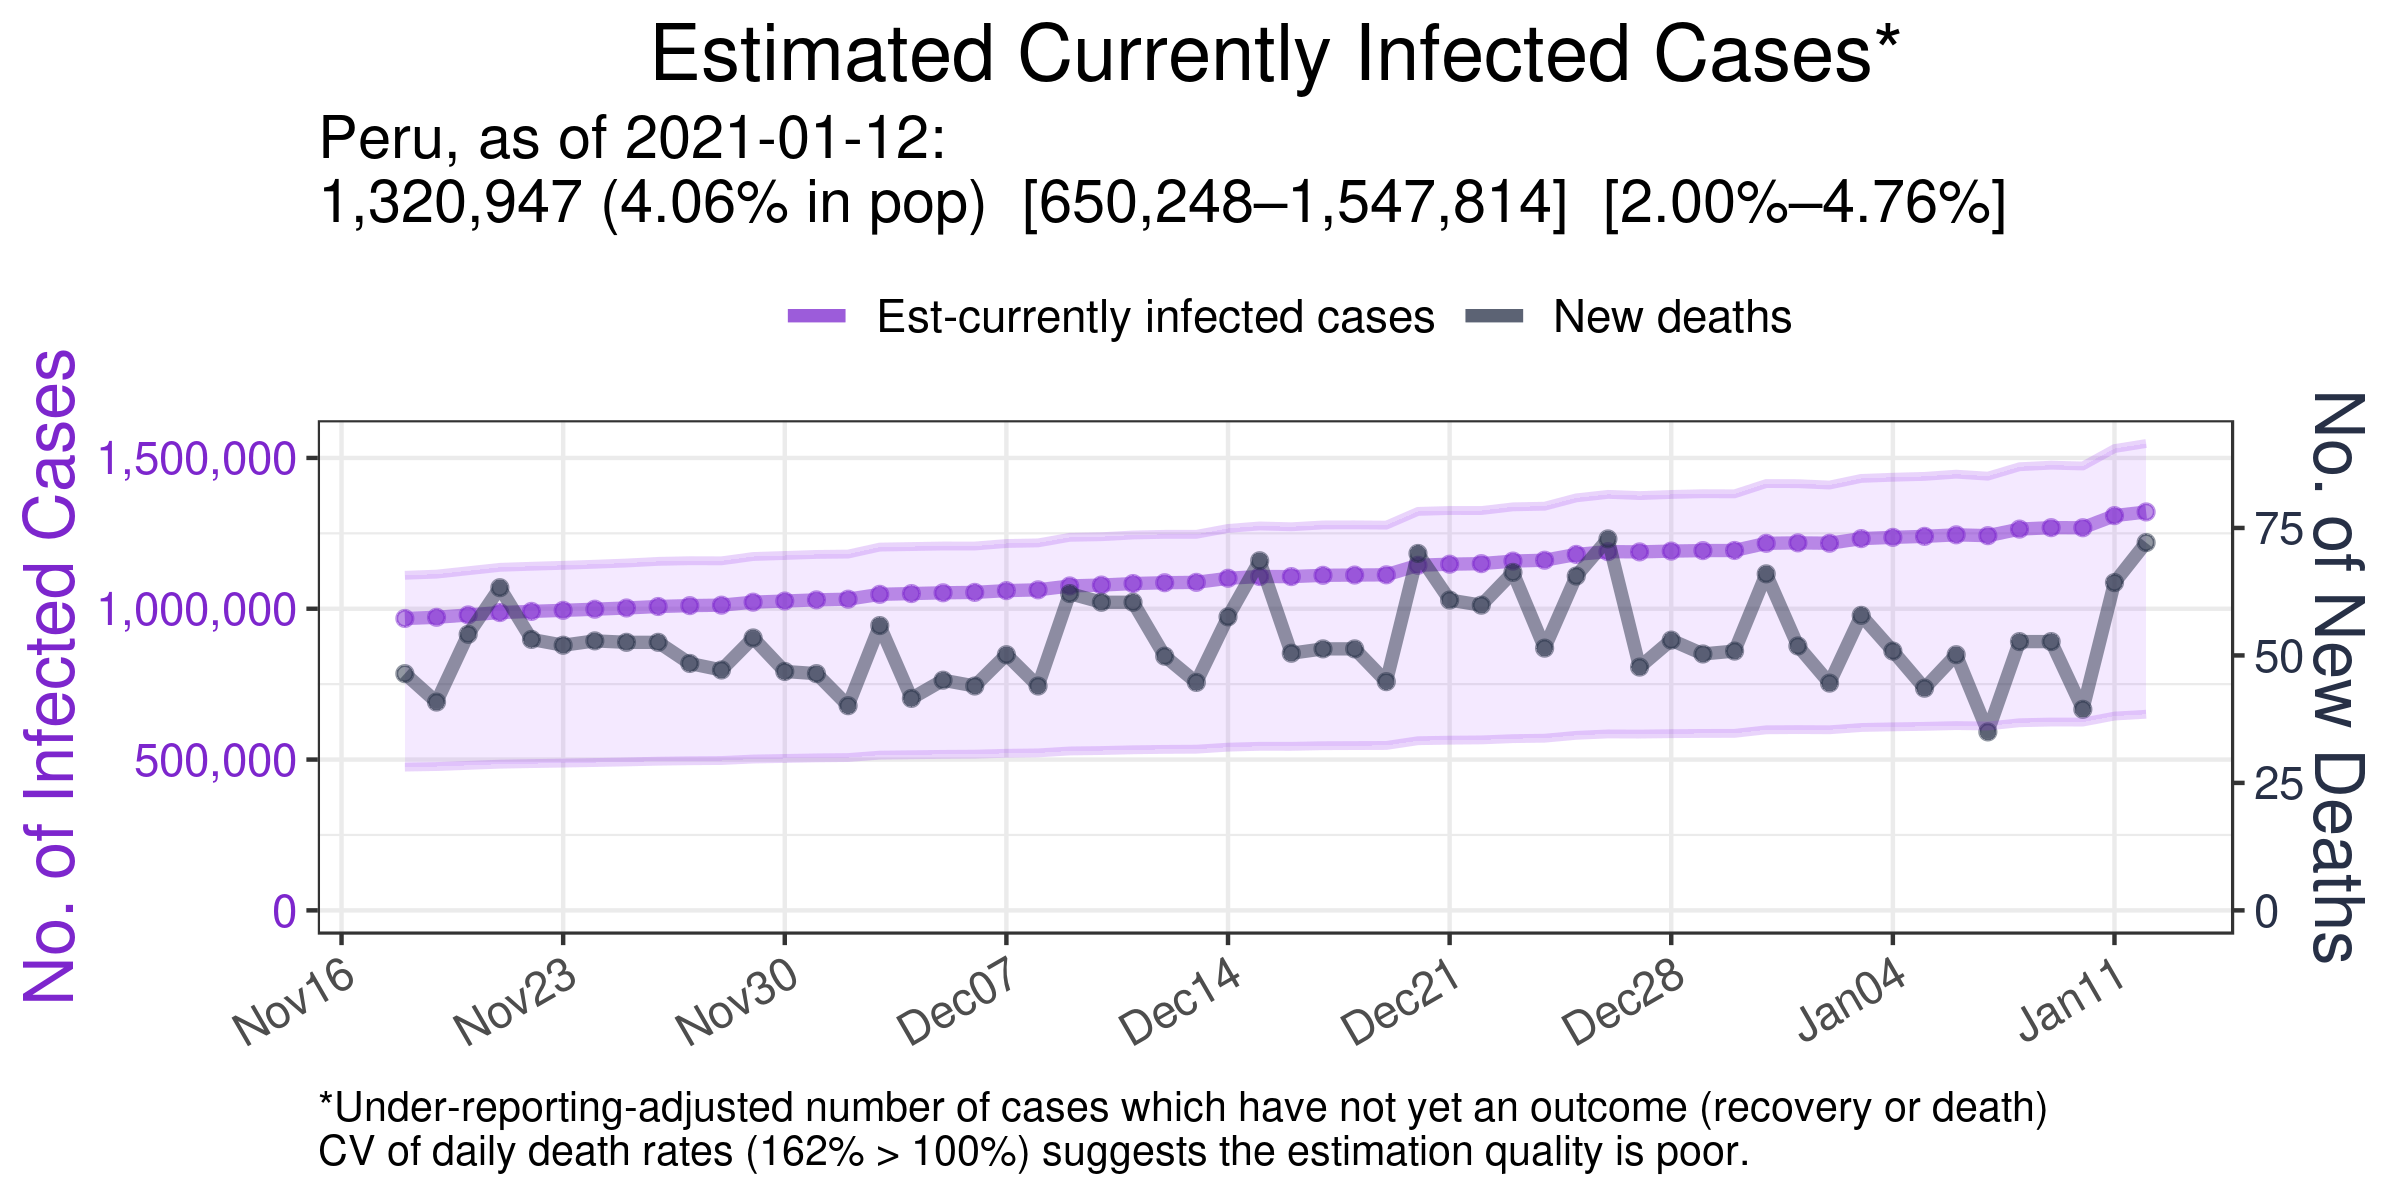 Estimated Currently Infected Cases*
Peru, as of 2021-01-12:
1,320,947 (4.06% in pop) [650,248–1,547,814] [2.00%–4.76%]
Est-currently infected cases
New deaths
No. of Infected Cases
1,500,000
1,000,000
500,000
0
No. of New Deaths
75
50
25
0
Nov16
Nov23
Nov30
Dec07
Dec14
Dec21
Dec28
Jan04
Jan11
*Under-reporting-adjusted number of cases which have not yet an outcome (recovery or death)
CV of daily death rates (162% > 100%) suggests the estimation quality is poor.